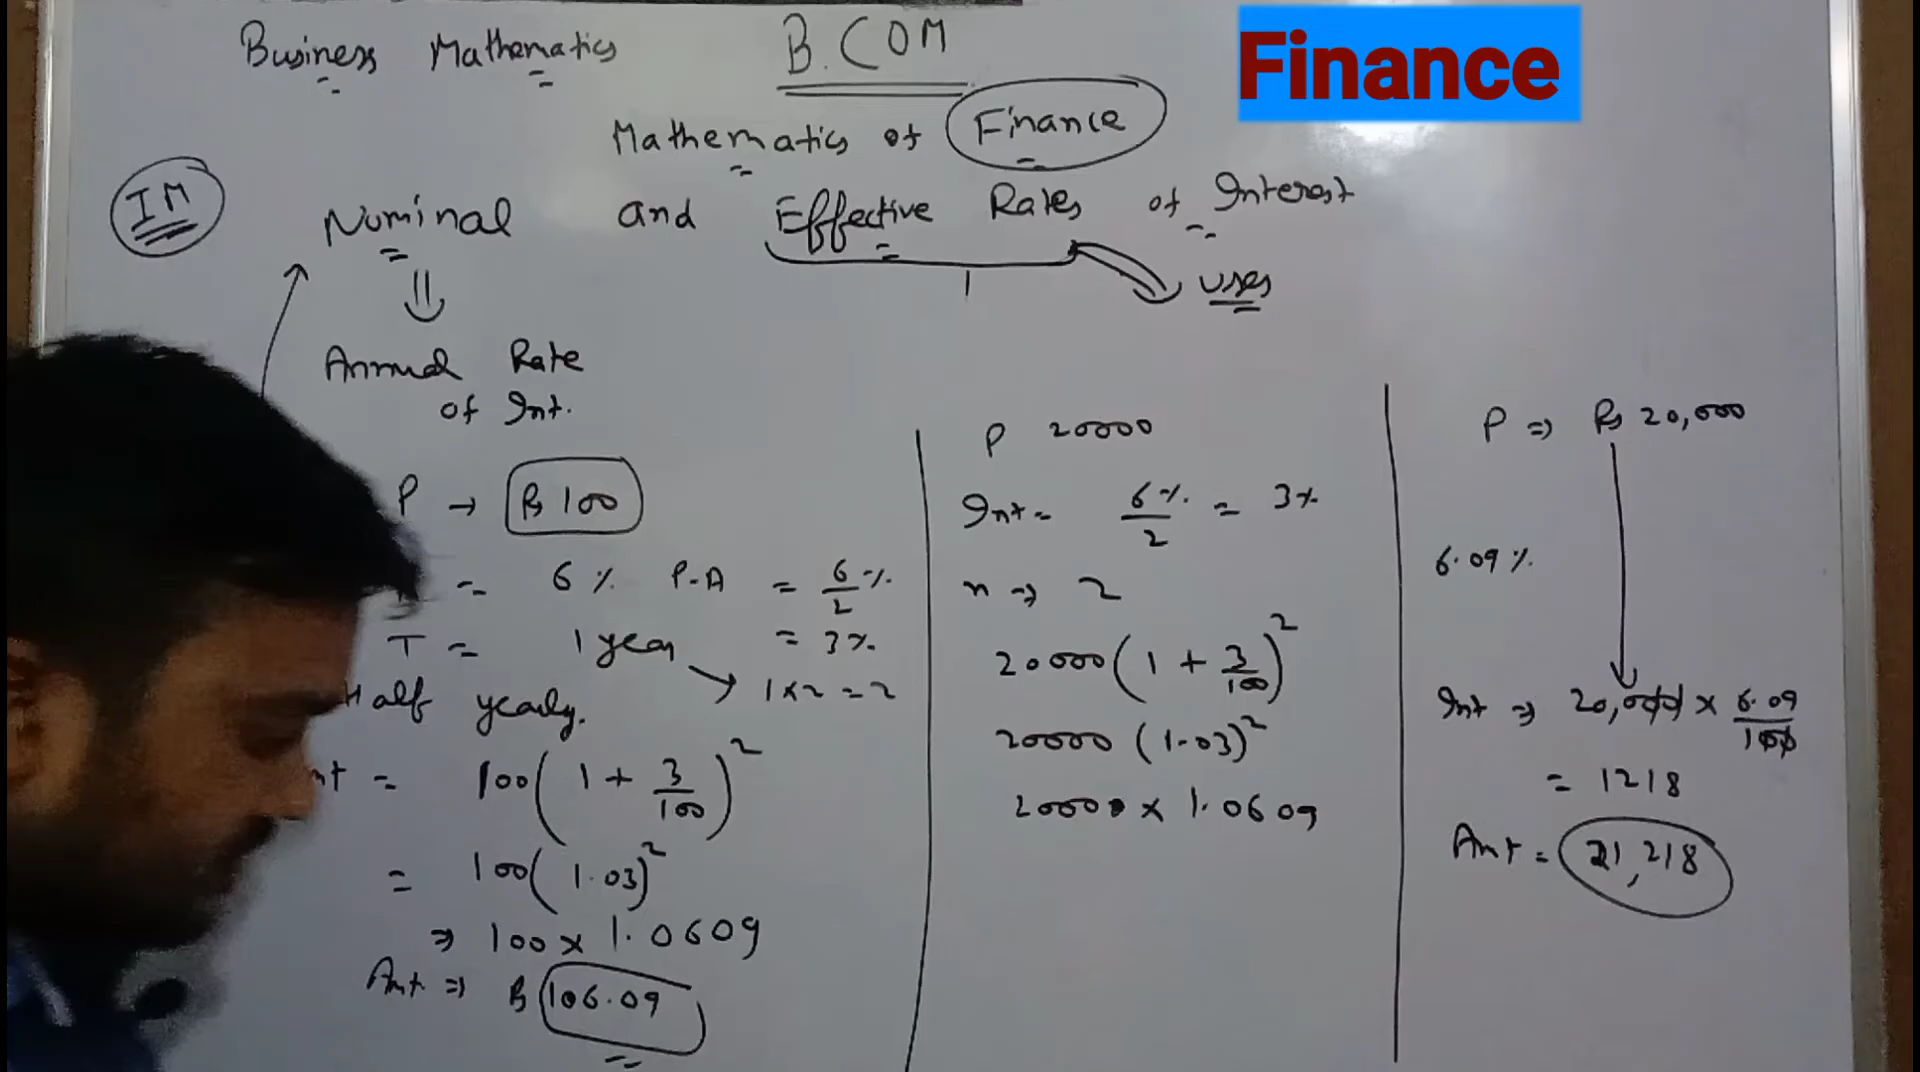 Business Mathematics B.COM
Finance
Mathematics of Finance
IM
Nominal and Effective Rates of Interest
uses
Annual Rate
of Int.
P → Rs 100
= 6 % P.A = 6/2 %
= 3%
T = 1 year → 1×2=2
Half yearly.
= 100(1 + 3/100)²
= 100(1.03)²
⇒ 100 × 1.0609
Amt ⇒ Rs 106.09
P 20000
Int = 6%/2 = 3%
n ⇒ 2
20000(1 + 3/100)²
20000 (1.03)²
20000 × 1.0609
P ⇒ Rs 20,000
6.09 %
Int ⇒ 20,000 × 6.09/100
= 1218
Amt = 21,218